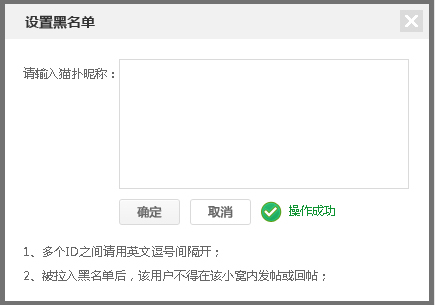 设置黑名单
请输入猫扑昵称：
确定 取消 操作成功
1、多个ID之间请用英文逗号间隔开；
2、被拉入黑名单后，该用户不得在该小窝内发帖或回帖；